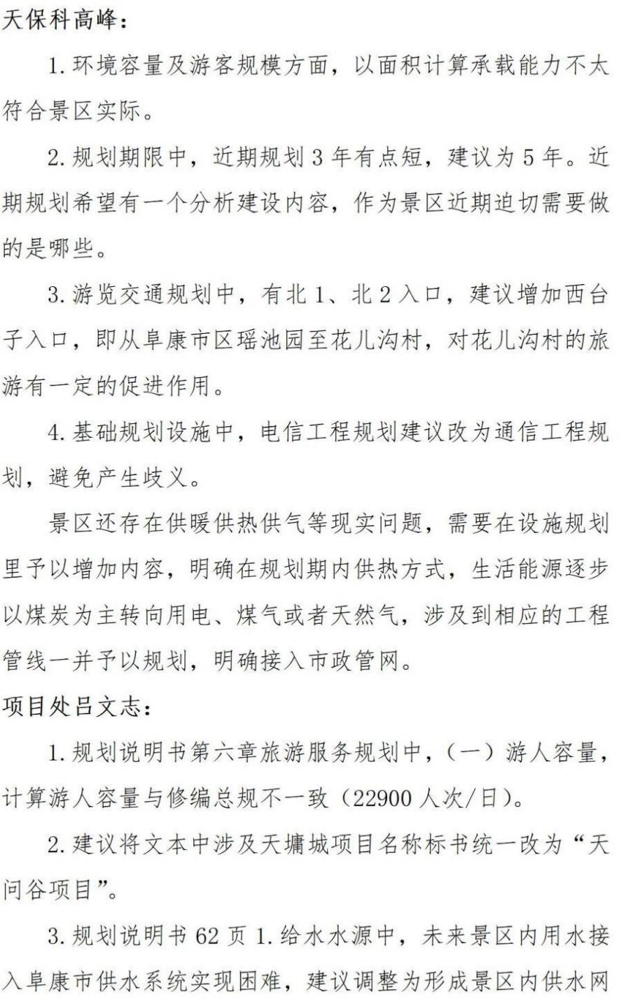 天保科高峰：
1.环境容量及游客规模方面，以面积计算承载能力不太
符合景区实际。
2.规划期限中，近期规划 3 年有点短，建议为 5 年。近
期规划希望有一个分析建设内容，作为景区近期迫切需要做
的是哪些。
3.游览交通规划中，有北 1、北 2 入口，建议增加西台
子入口，即从阜康市区瑶池园至花儿沟村，对花儿沟村的旅
游有一定的促进作用。
4.基础规划设施中，电信工程规划建议改为通信工程规
划，避免产生歧义。
景区还存在供暖供热供气等现实问题，需要在设施规划
里予以增加内容，明确在规划期内供热方式，生活能源逐步
以煤炭为主转向用电、煤气或者天然气，涉及到相应的工程
管线一并予以规划，明确接入市政管网。
项目处吕文志：
1.规划说明书第六章旅游服务规划中，（一）游人容量，
计算游人容量与修编总规不一致（22900 人次/日）。
2.建议将文本中涉及天墉城项目名称标书统一改为“天
问谷项目”。
3.规划说明书 62 页 1.给水水源中，未来景区内用水接
入阜康市供水系统实现困难，建议调整为形成景区内供水网